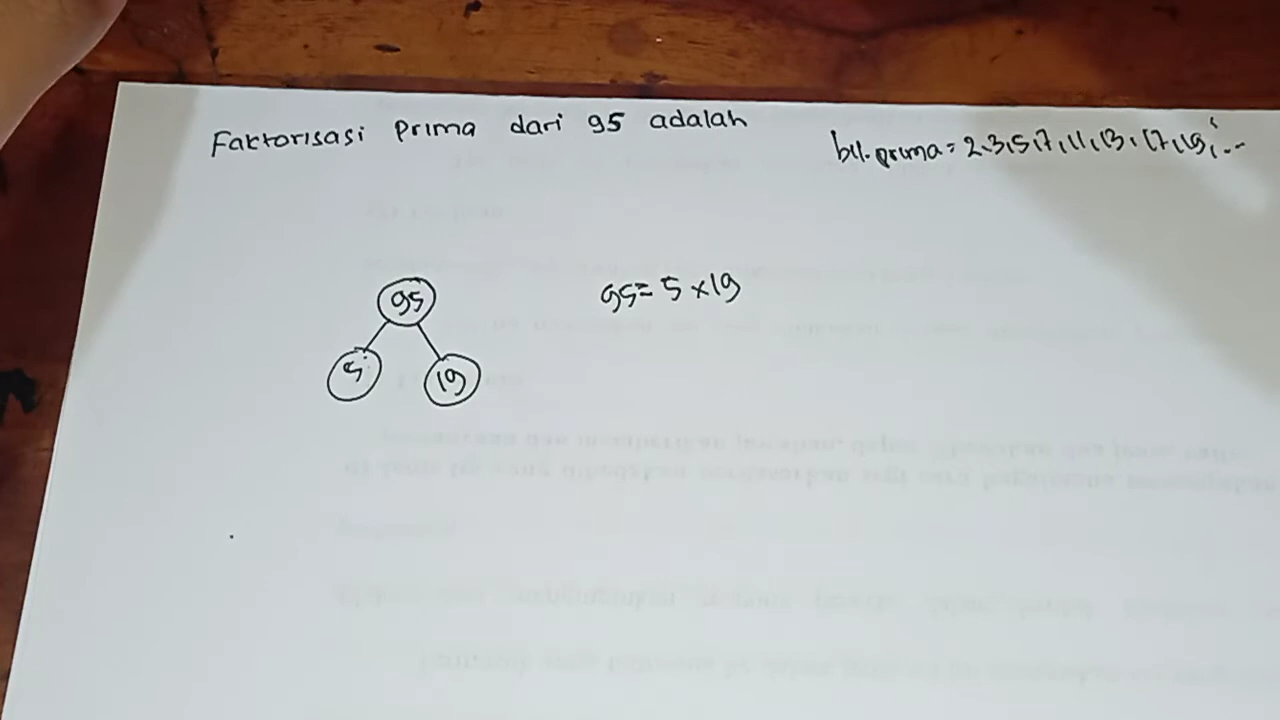 Faktorisasi prima dari 95 adalah
bil. prima = 2,3,5,7,11,13,17,19,...
95
95 = 5 x 19
5 19